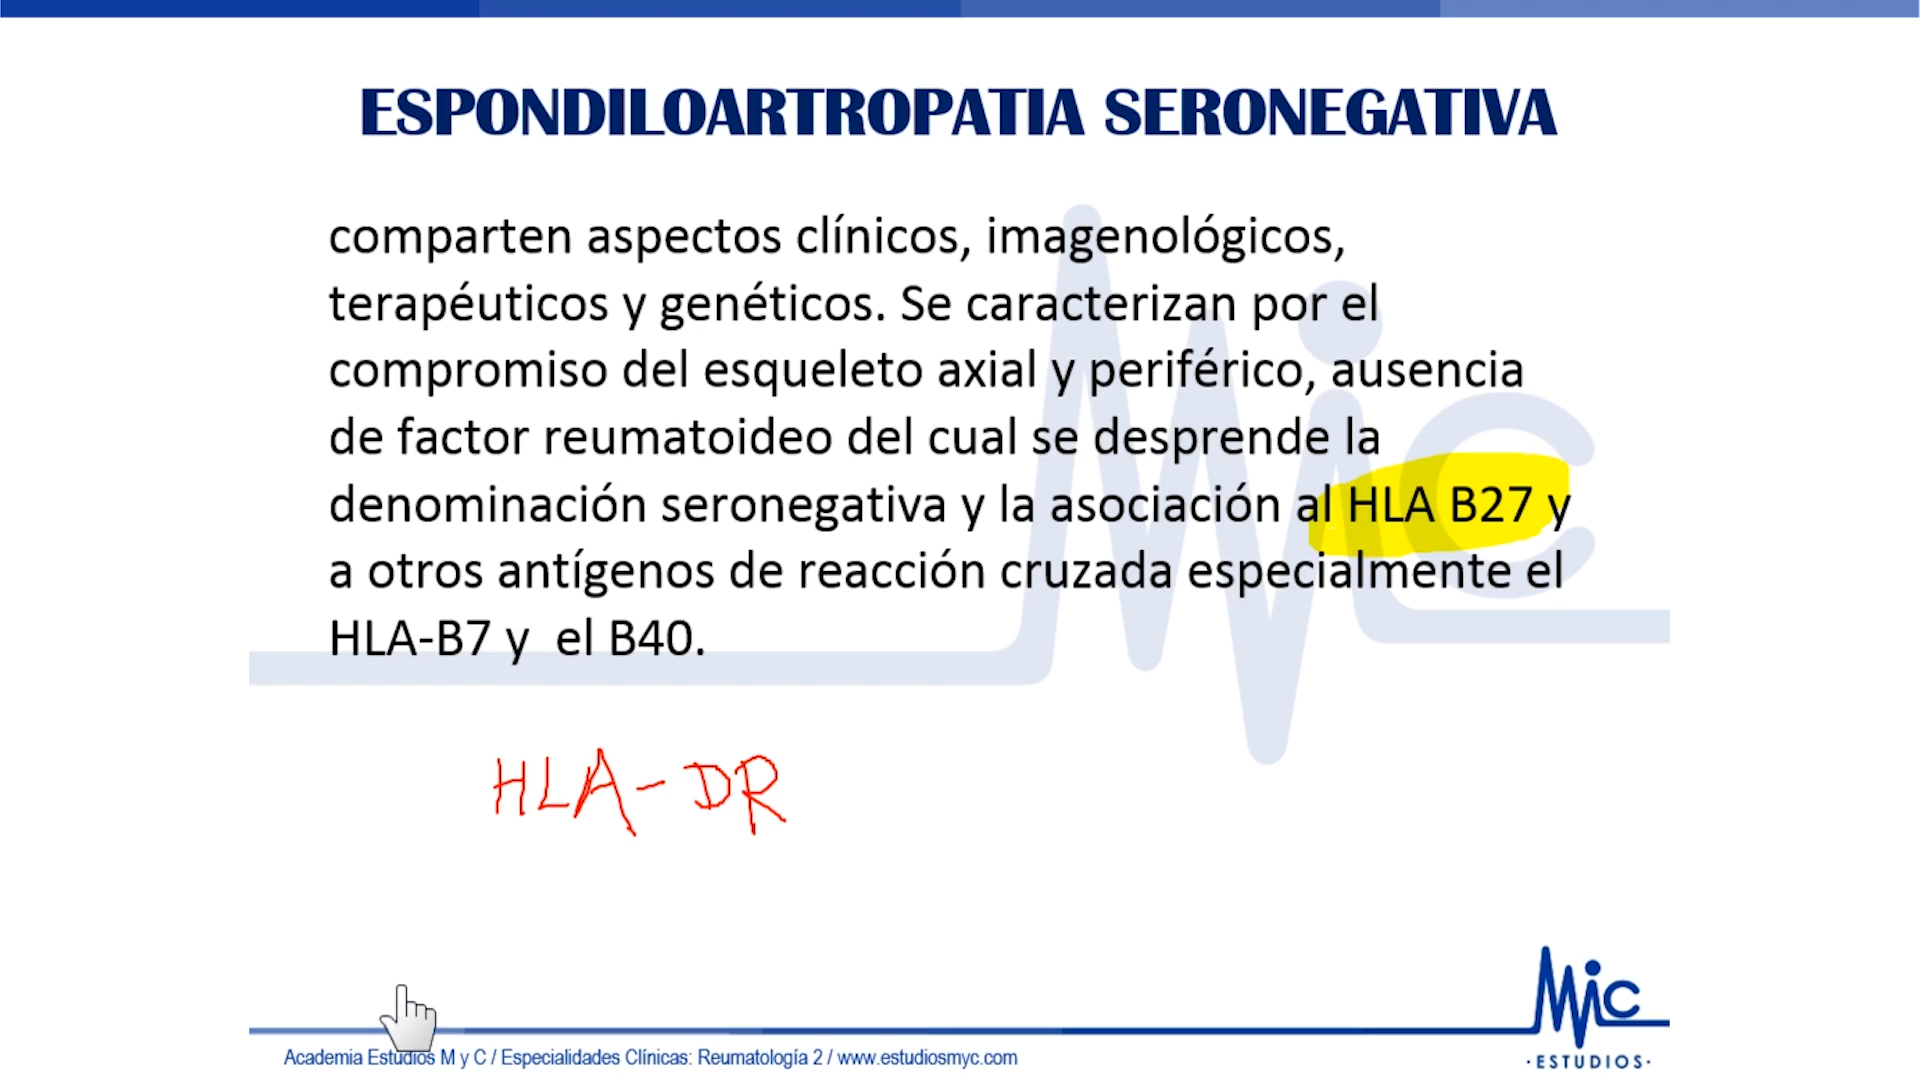 ESPONDILOARTROPATIA SERONEGATIVA
comparten aspectos clínicos, imagenológicos,
terapéuticos y genéticos. Se caracterizan por el
compromiso del esqueleto axial y periférico, ausencia
de factor reumatoideo del cual se desprende la
denominación seronegativa y la asociación al HLA B27 y
a otros antígenos de reacción cruzada especialmente el
HLA-B7 y el B40.
HLA-DR
MiC
·ESTUDIOS·
Academia Estudios M y C / Especialidades Clínicas: Reumatología 2 / www.estudiosmyc.com